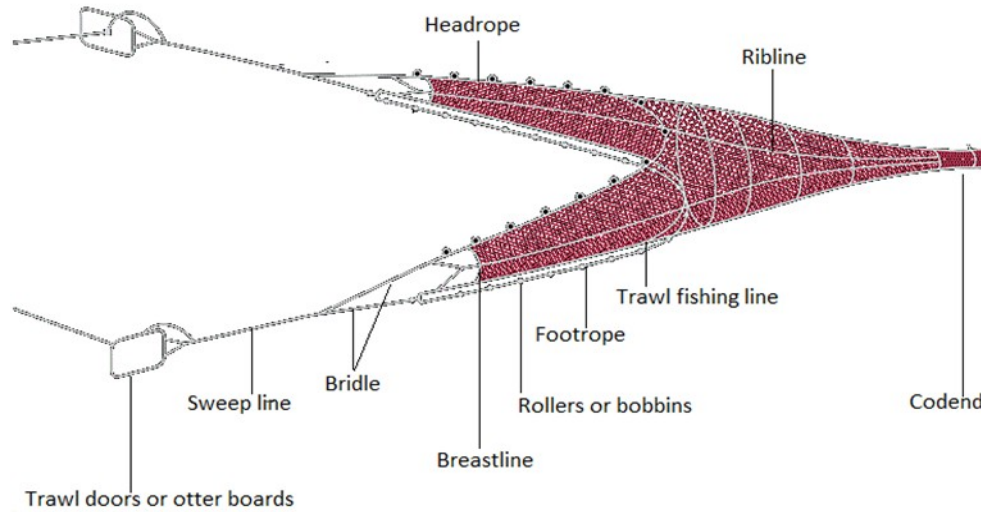 Headrope
Ribline
Trawl fishing line
Footrope
Bridle
Sweep line
Rollers or bobbins
Codend
Breastline
Trawl doors or otter boards